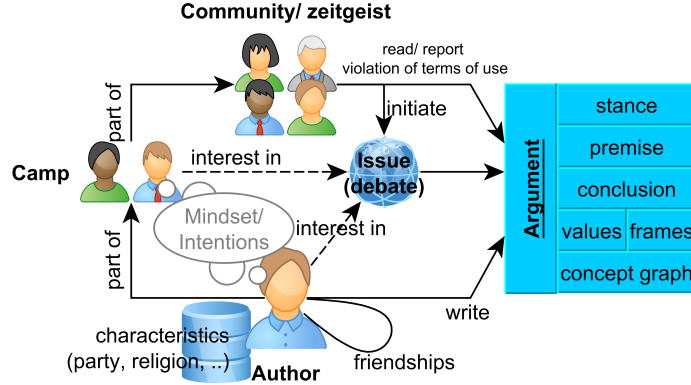 Community/ zeitgeist
read/ report
violation of terms of use
part of
initiate
stance
premise
conclusion
values
frames
concept graph
Argument
Camp
interest in
Issue
(debate)
Mindset/
Intentions
interest in
part of
write
characteristics
(party, religion, ..)
friendships
Author